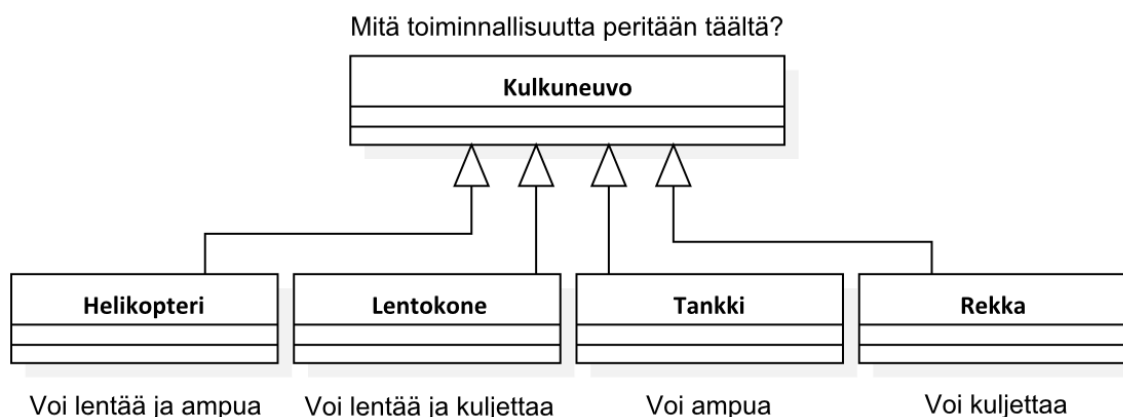 Mitä toiminnallisuutta peritään täältä?
Kulkuneuvo
Helikopteri
Lentokone
Tankki
Rekka
Voi lentää ja ampua
Voi lentää ja kuljettaa
Voi ampua
Voi kuljettaa